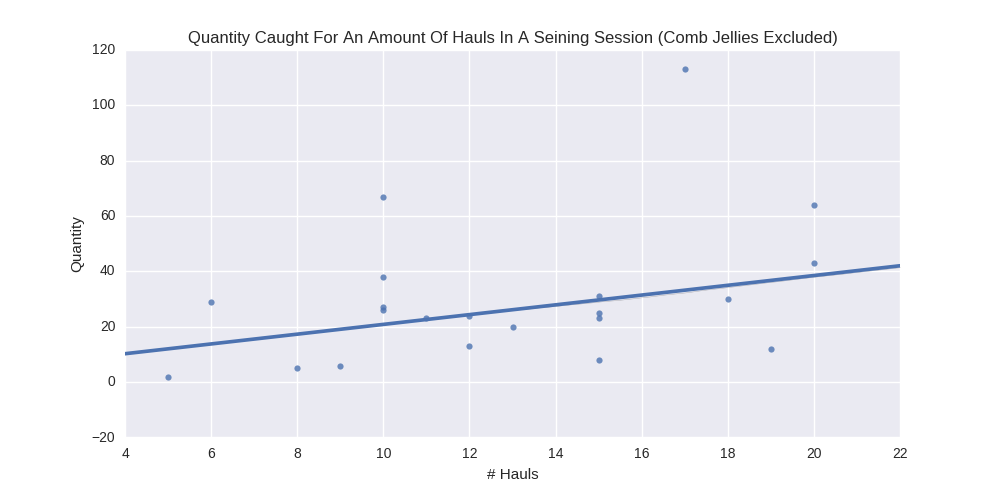 Quantity Caught For An Amount Of Hauls In A Seining Session (Comb Jellies Excluded)
120
100
80
60
40
20
0
−20
Quantity
4 6 8 10 12 14 16 18 20 22
# Hauls